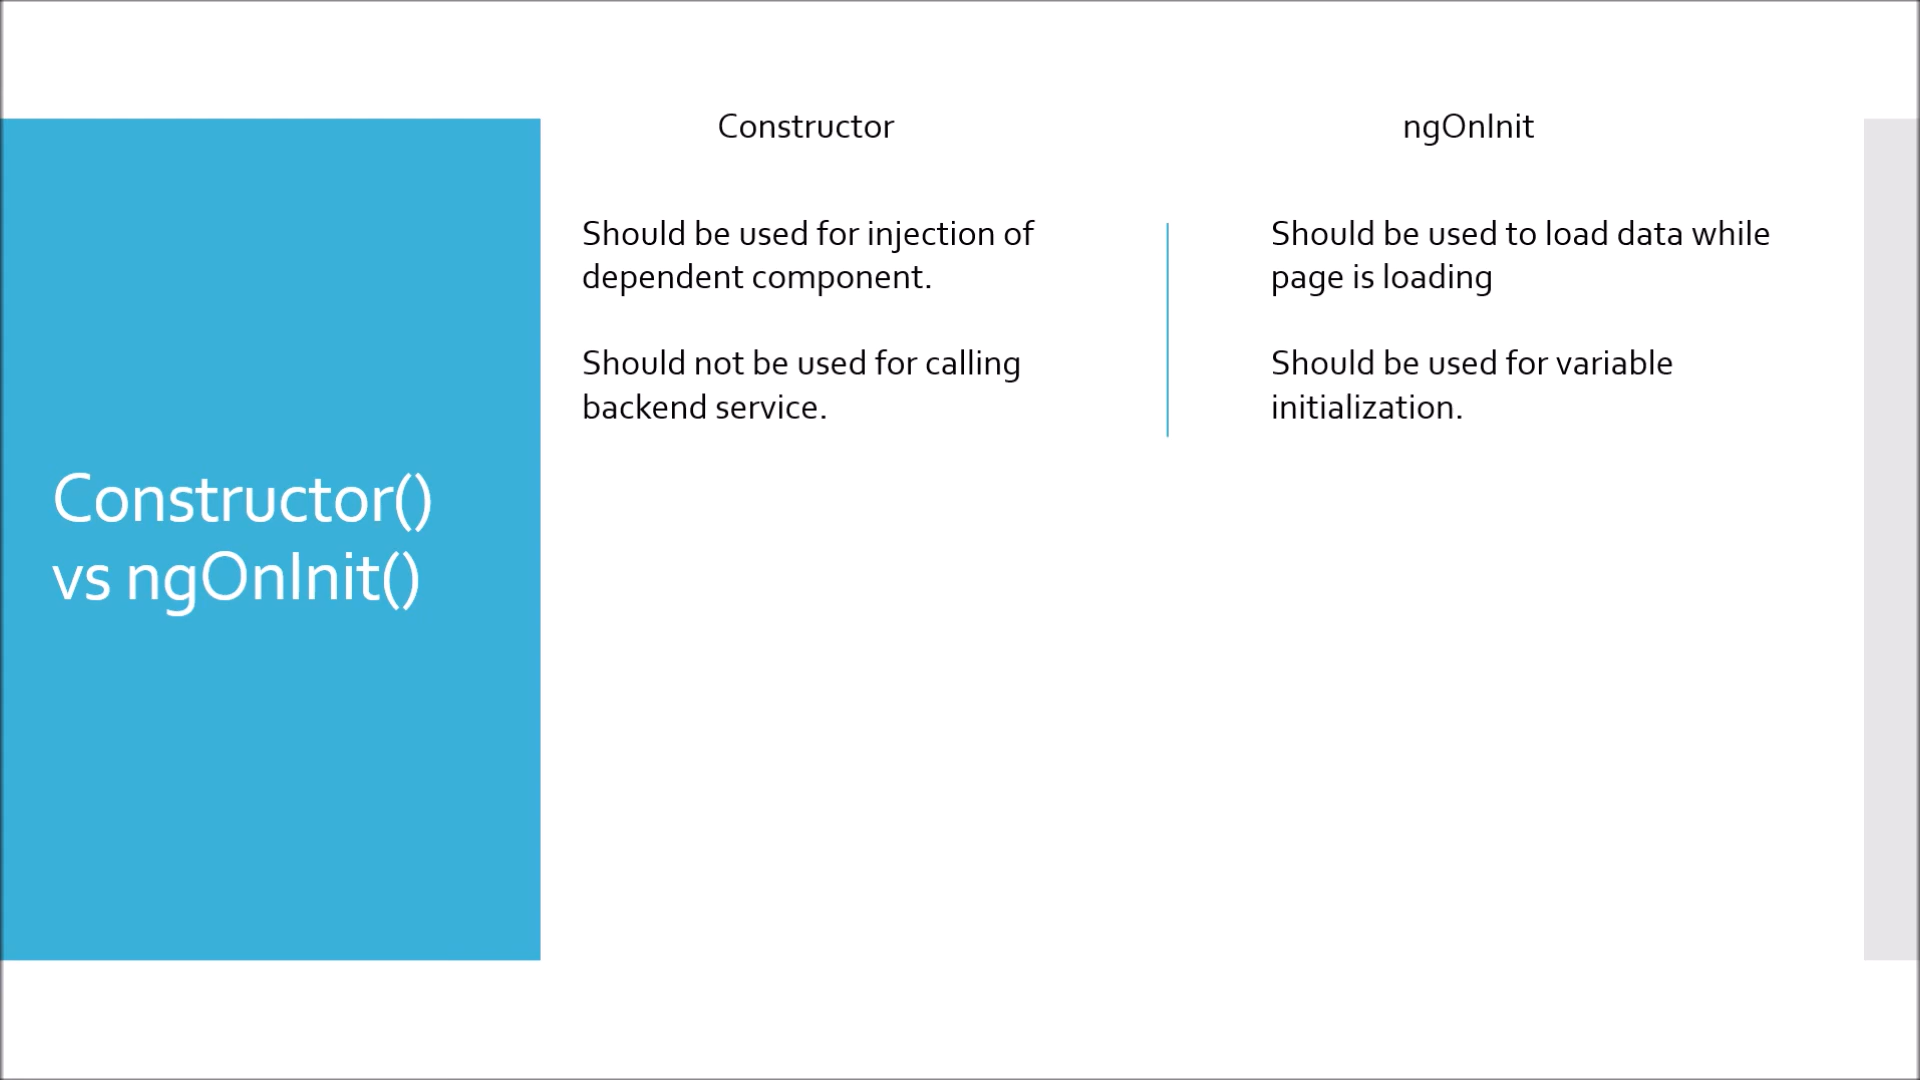 Constructor()
vs ngOnInit()
Constructor
Should be used for injection of
dependent component.
Should not be used for calling
backend service.
ngOnInit
Should be used to load data while
page is loading
Should be used for variable
initialization.